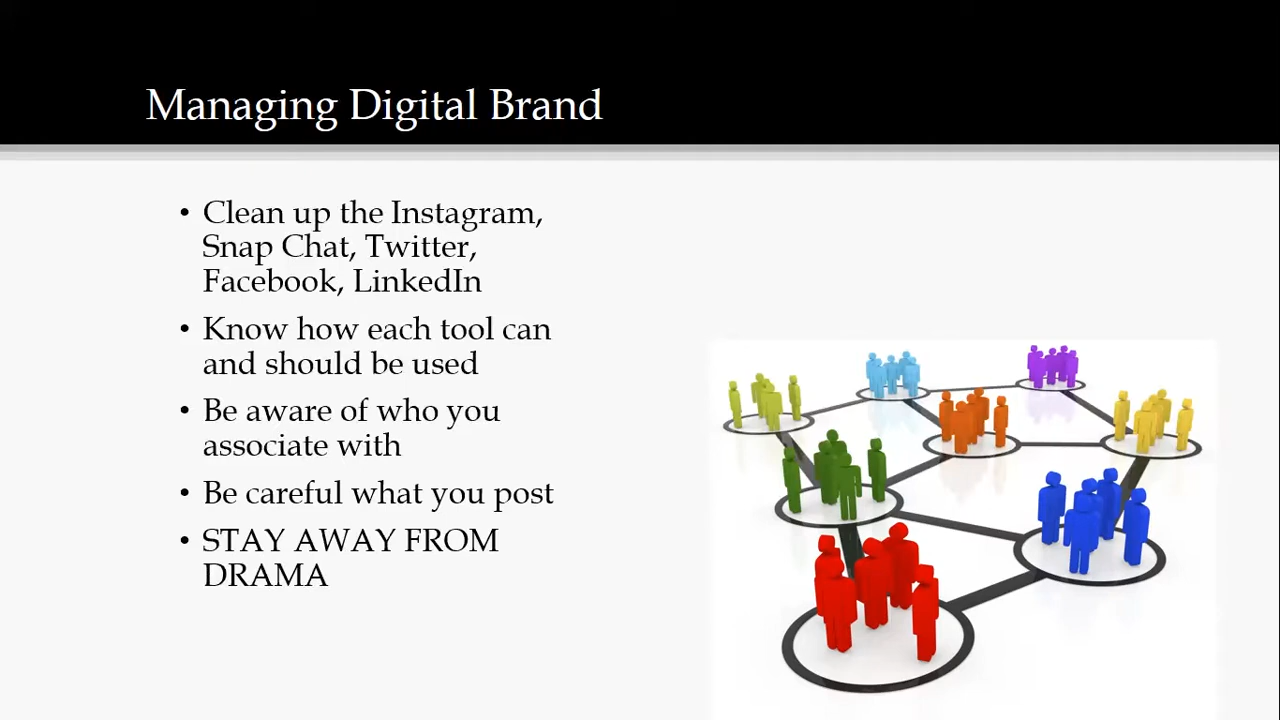 Managing Digital Brand
• Clean up the Instagram,
Snap Chat, Twitter,
Facebook, LinkedIn
• Know how each tool can
and should be used
• Be aware of who you
associate with
• Be careful what you post
• STAY AWAY FROM
DRAMA